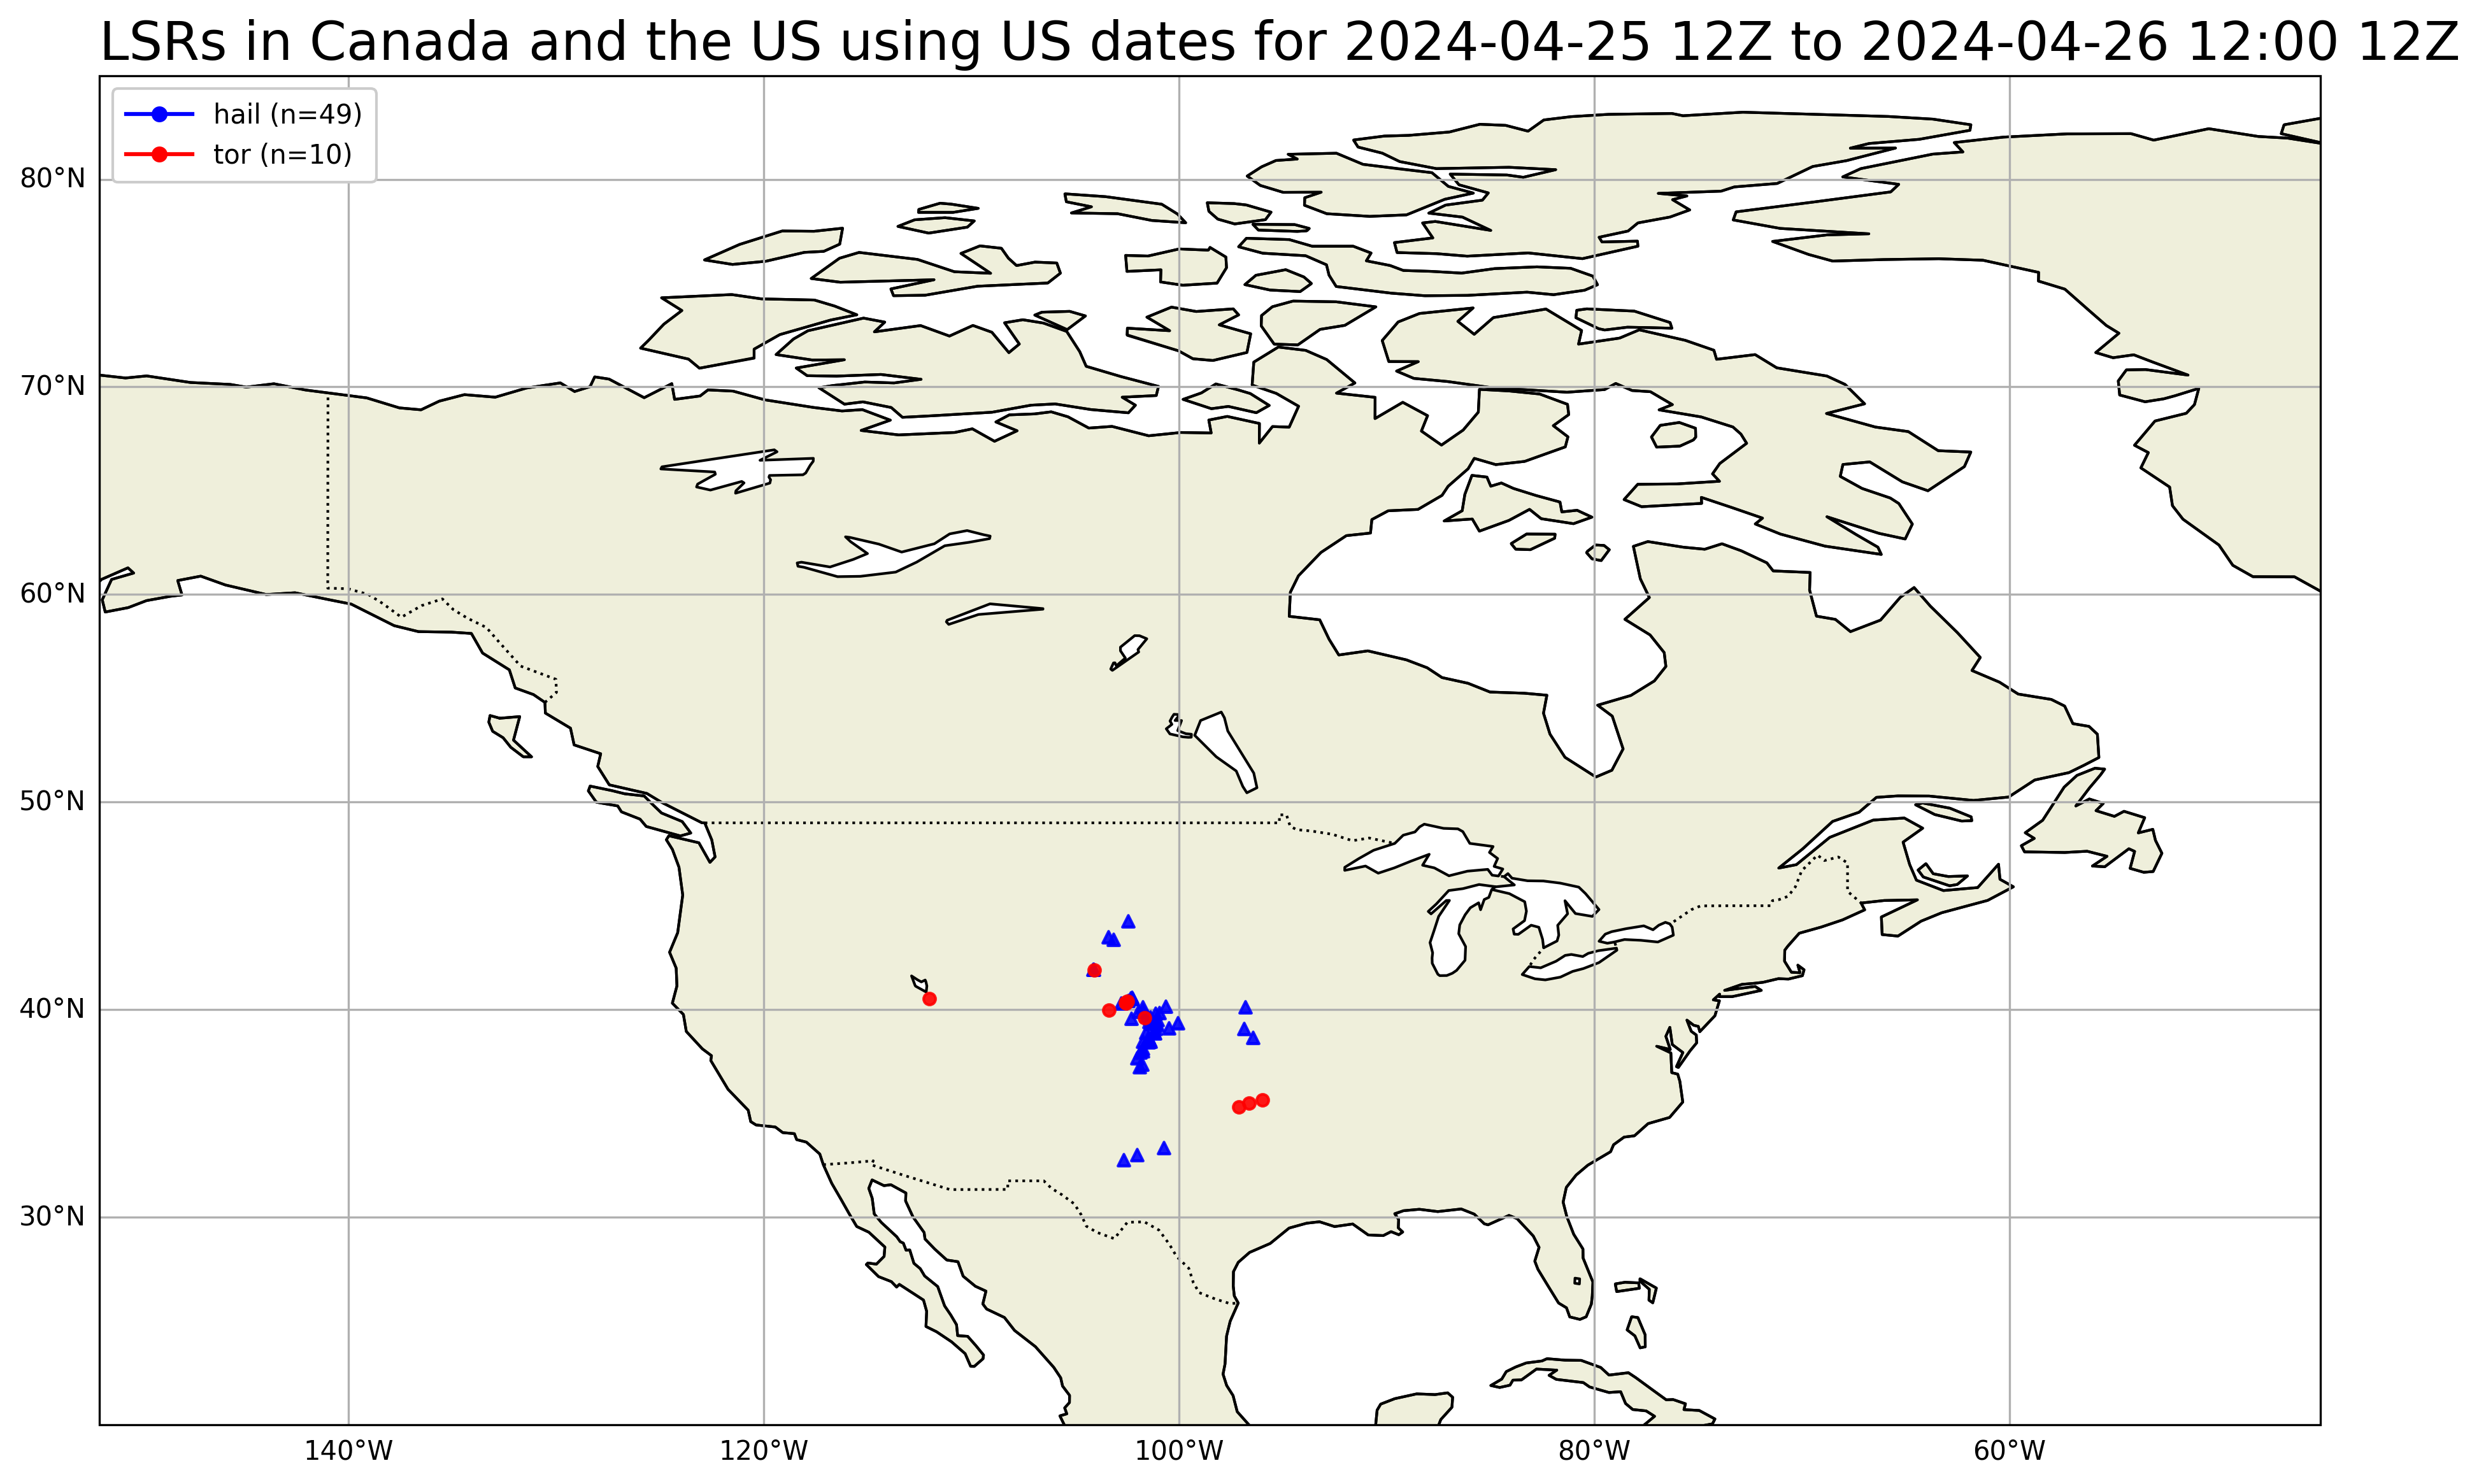 LSRs in Canada and the US using US dates for 2024-04-25 12Z to 2024-04-26 12:00 12Z
hail (n=49)
tor (n=10)
80°N
70°N
60°N
50°N
40°N
30°N
140°W 120°W 100°W 80°W 60°W